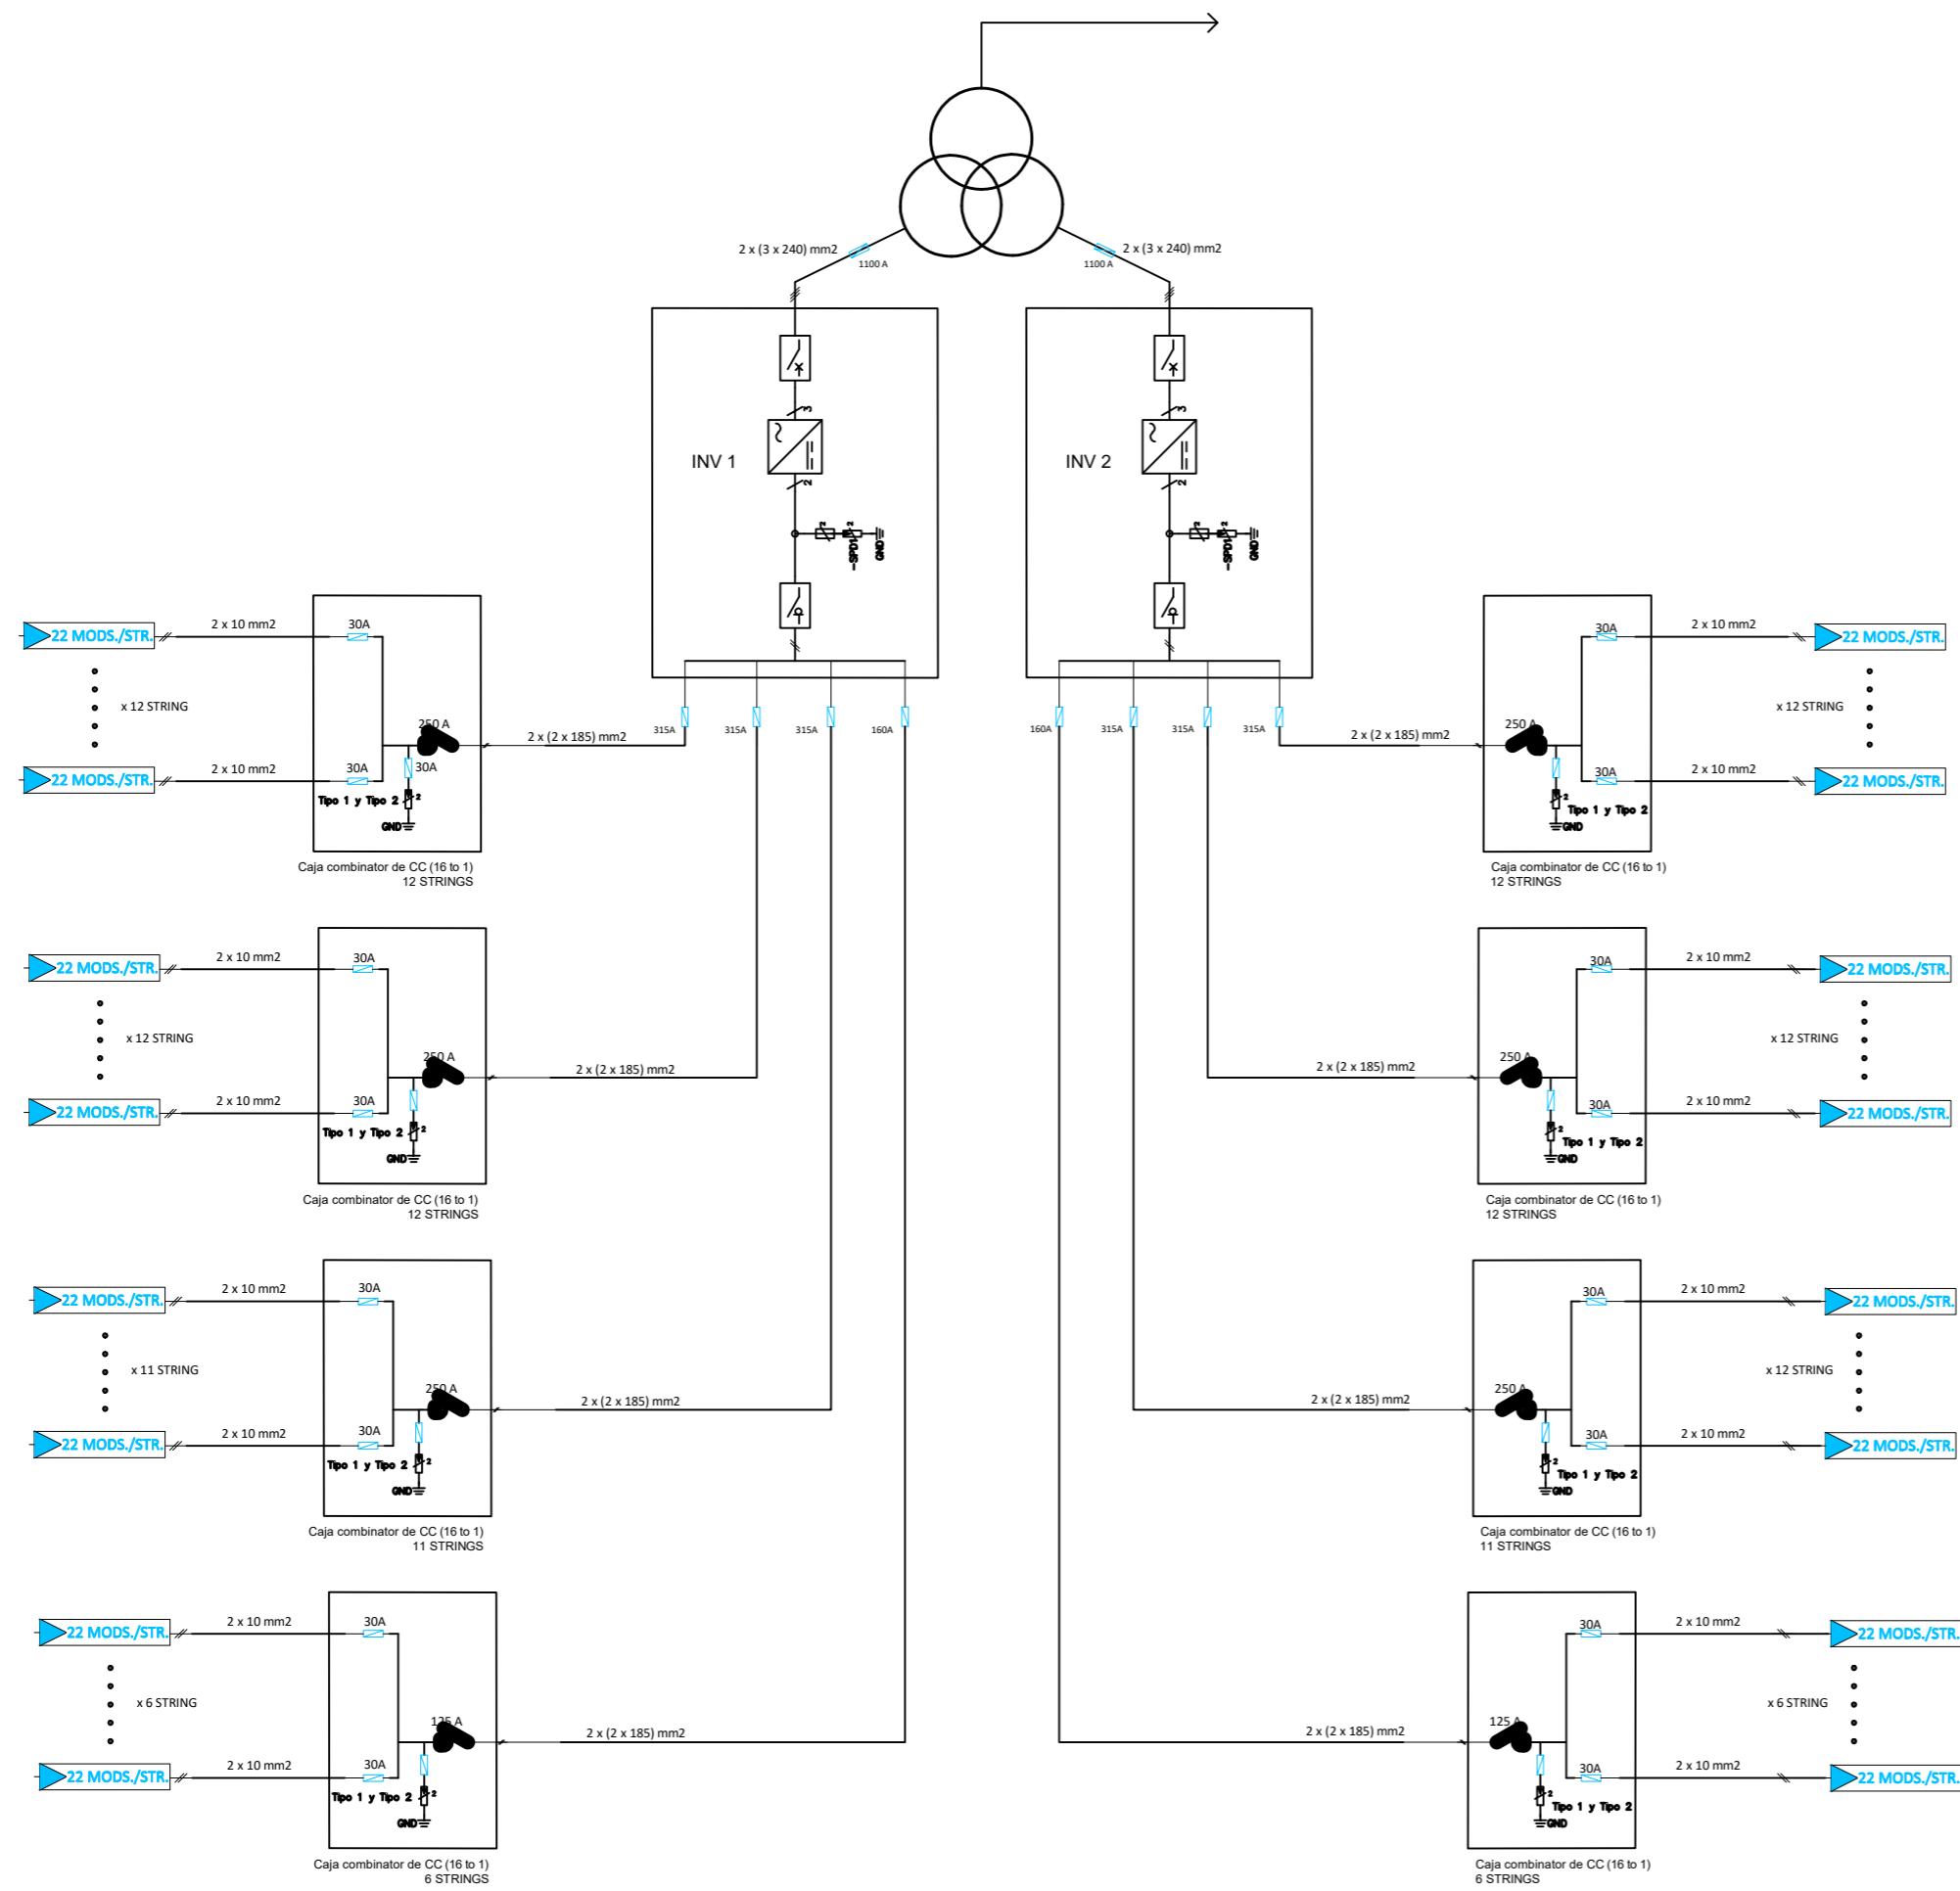 2 x (3 x 240) mm2
1100 A
1100 A
2 x (3 x 240) mm2
INV 1
3
2
2
2
-SPD1
GND
INV 2
3
2
2
2
-SPD1
GND
315A
315A
315A
160A
160A
315A
315A
315A
22 MODS./STR.
2 x 10 mm2
30A
x 12 STRING
250 A
2 x (2 x 185) mm2
22 MODS./STR.
2 x 10 mm2
30A
30A
Tipo 1 y Tipo 2
2
GND
Caja combinator de CC (16 to 1)
12 STRINGS
30A
2 x 10 mm2
22 MODS./STR.
x 12 STRING
2 x (2 x 185) mm2
250 A
30A
2 x 10 mm2
22 MODS./STR.
2
Tipo 1 y Tipo 2
GND
Caja combinator de CC (16 to 1)
12 STRINGS
22 MODS./STR.
2 x 10 mm2
30A
x 12 STRING
250 A
2 x (2 x 185) mm2
22 MODS./STR.
2 x 10 mm2
30A
Tipo 1 y Tipo 2
2
GND
Caja combinator de CC (16 to 1)
12 STRINGS
30A
2 x 10 mm2
22 MODS./STR.
x 12 STRING
2 x (2 x 185) mm2
250 A
30A
2 x 10 mm2
22 MODS./STR.
2
Tipo 1 y Tipo 2
GND
Caja combinator de CC (16 to 1)
12 STRINGS
22 MODS./STR.
2 x 10 mm2
30A
x 11 STRING
250 A
2 x (2 x 185) mm2
22 MODS./STR.
2 x 10 mm2
30A
Tipo 1 y Tipo 2
2
GND
Caja combinator de CC (16 to 1)
11 STRINGS
30A
2 x 10 mm2
22 MODS./STR.
x 12 STRING
2 x (2 x 185) mm2
250 A
30A
2 x 10 mm2
22 MODS./STR.
2
Tipo 1 y Tipo 2
GND
Caja combinator de CC (16 to 1)
11 STRINGS
22 MODS./STR.
2 x 10 mm2
30A
x 6 STRING
125 A
2 x (2 x 185) mm2
22 MODS./STR.
2 x 10 mm2
30A
Tipo 1 y Tipo 2
2
GND
Caja combinator de CC (16 to 1)
6 STRINGS
30A
2 x 10 mm2
22 MODS./STR.
x 6 STRING
2 x (2 x 185) mm2
125 A
30A
2 x 10 mm2
22 MODS./STR.
2
Tipo 1 y Tipo 2
GND
Caja combinator de CC (16 to 1)
6 STRINGS